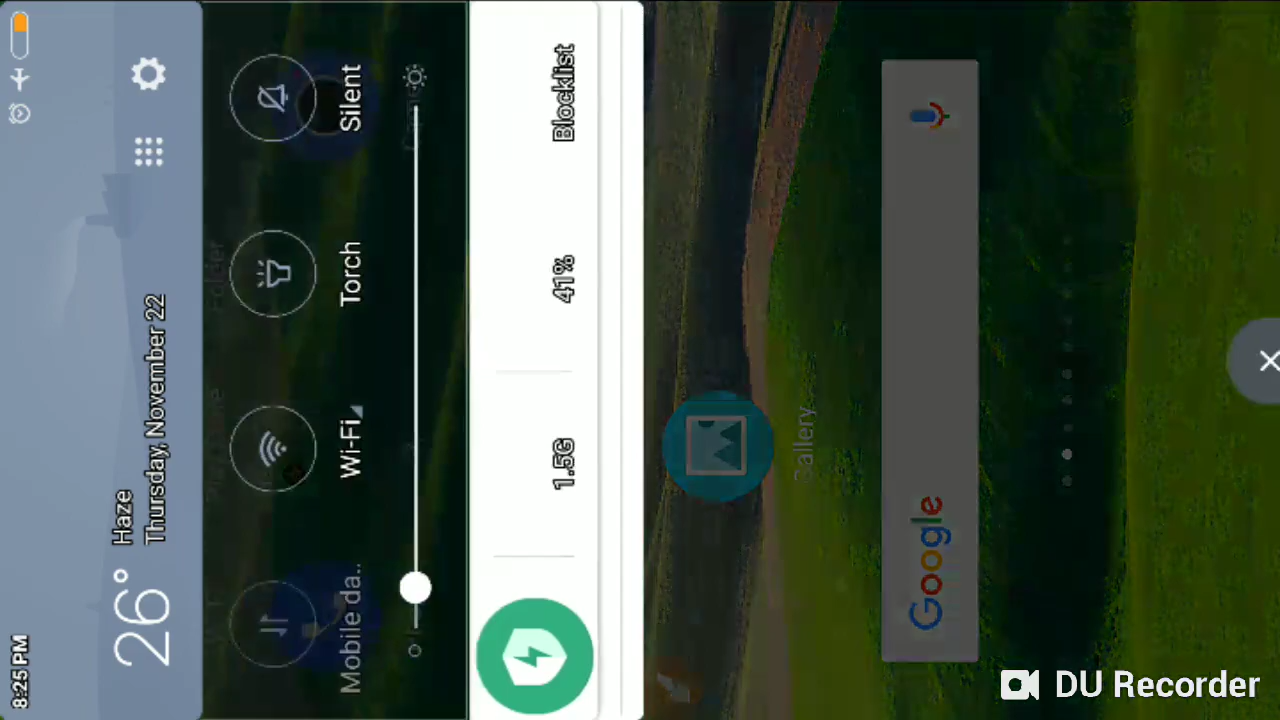 8:25 PM
26°
Haze
Thursday, November 22
Mobile da..
Wi-Fi
Torch
Silent
1.5G
41%
Blocklist
Gallery
Google
DU Recorder